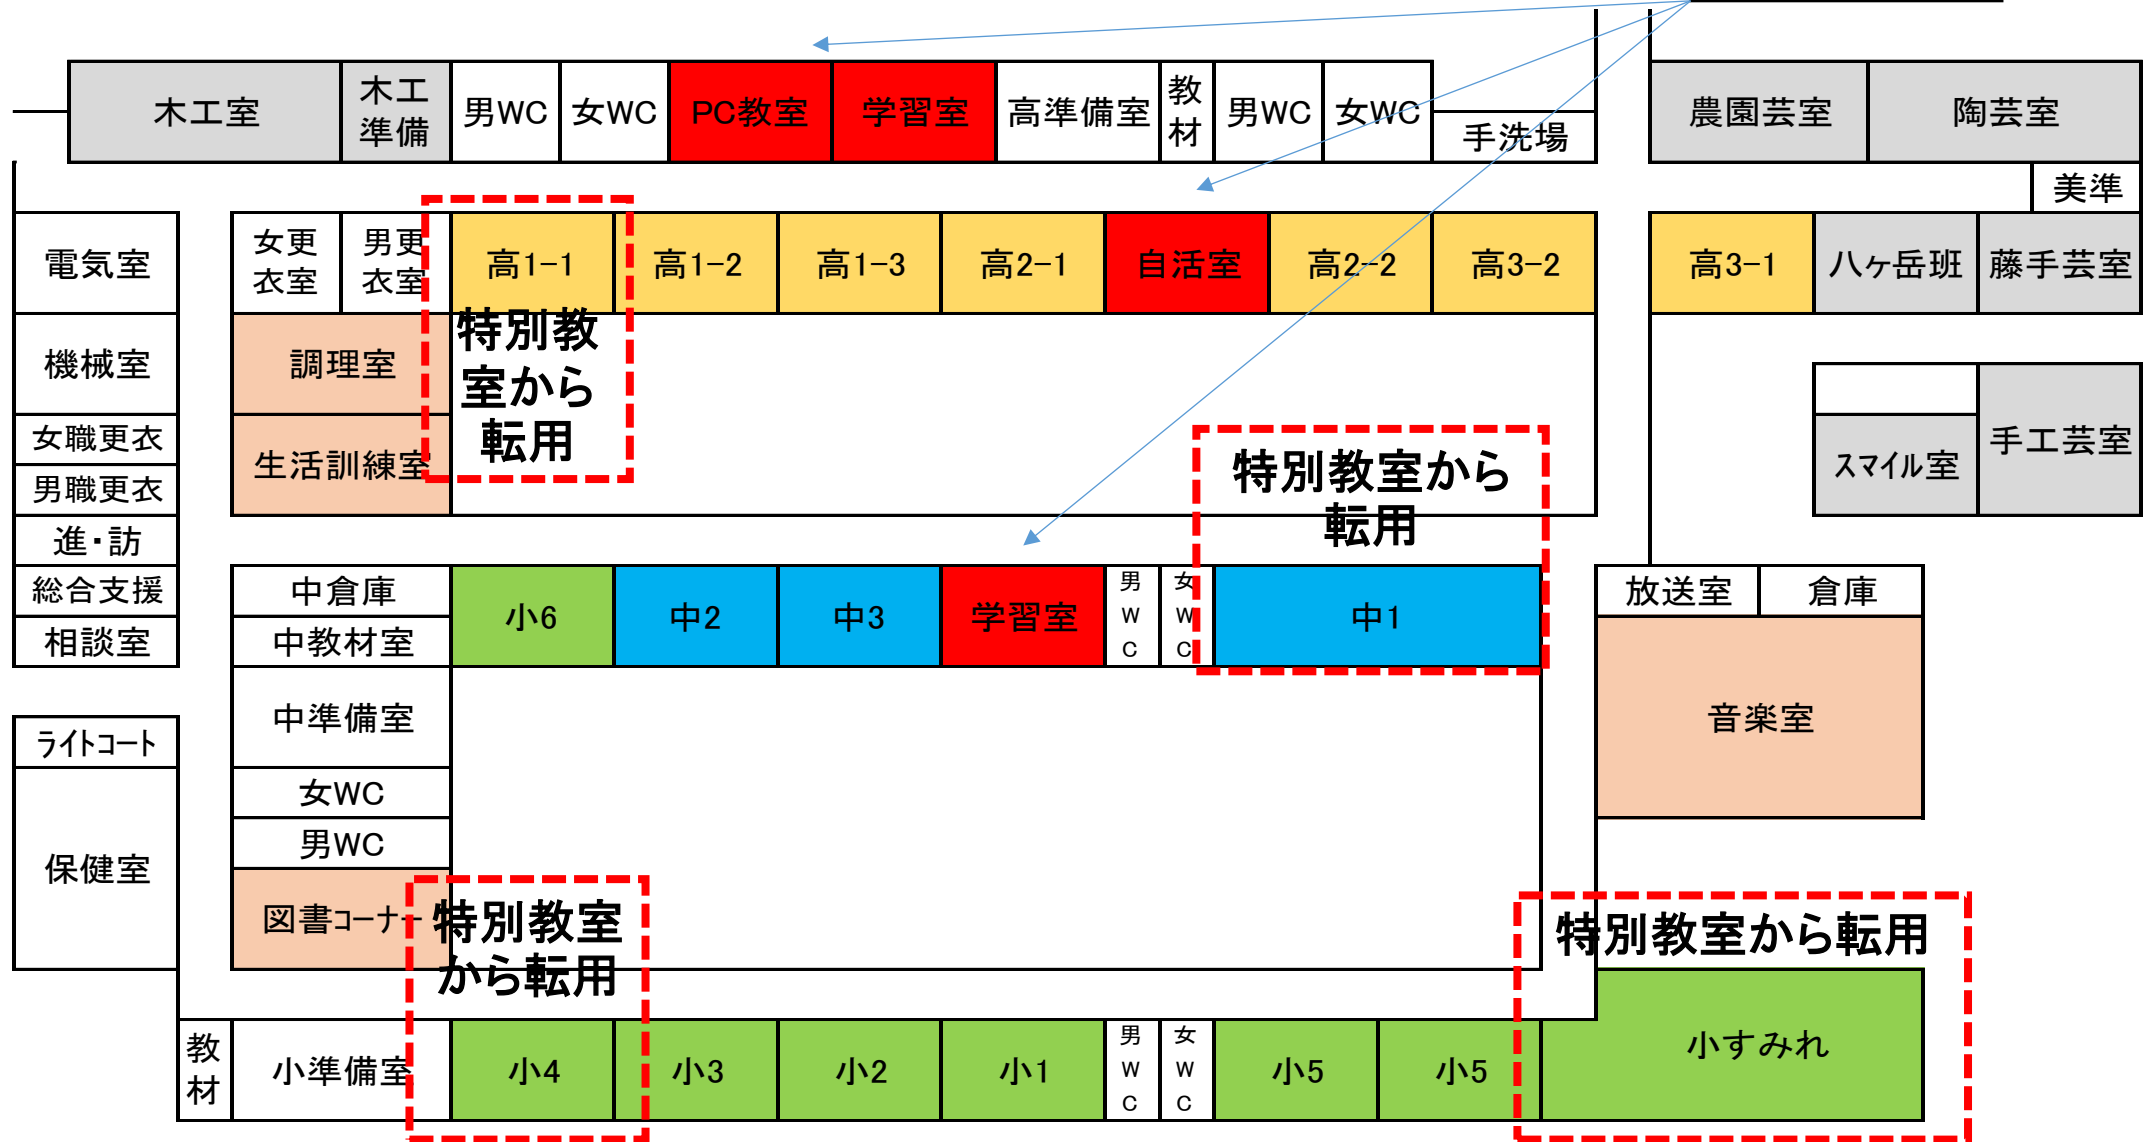 木工室
木工
準備
男WC
女WC
PC教室
学習室
高準備室
教
材
男WC
女WC
手洗場
農園芸室
陶芸室
美準
電気室
女更
衣室
男更
衣室
高1-1
高1-2
高1-3
高2-1
自活室
高2-2
高3-2
高3-1
八ヶ岳班
藤手芸室
特別教
室から
転用
機械室
調理室
女職更衣
生活訓練室
男職更衣
スマイル室
手工芸室
特別教室から
転用
進・訪
総合支援
相談室
中倉庫
中教材室
小6
中2
中3
学習室
男
W
C
女
W
C
中1
放送室
倉庫
中準備室
音楽室
ライトコート
女WC
男WC
保健室
図書コーナー
特別教室
から転用
特別教室から転用
教
材
小準備室
小4
小3
小2
小1
男
W
C
女
W
C
小5
小5
小すみれ